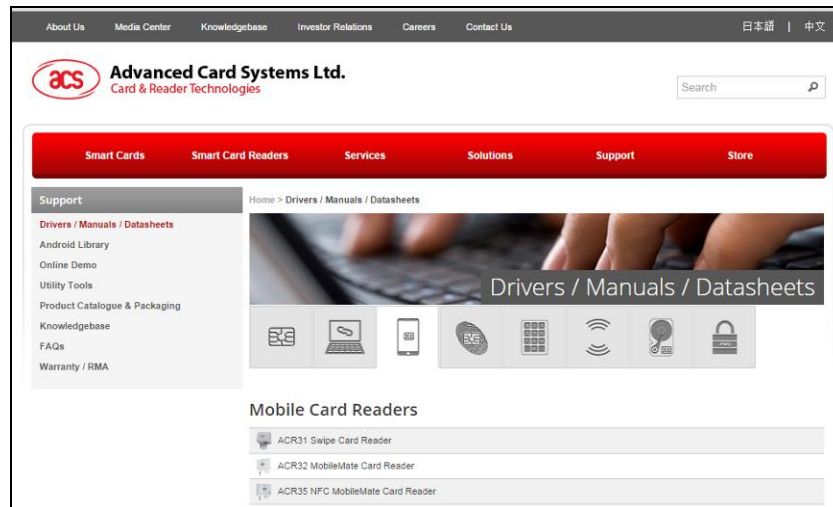 About Us Media Center Knowledgebase Investor Relations Careers Contact Us 日本語 | 中文
acs
Advanced Card Systems Ltd.
Card & Reader Technologies
Search
Smart Cards Smart Card Readers Services Solutions Support Store
Support
Drivers / Manuals / Datasheets
Android Library
Online Demo
Utility Tools
Product Catalogue & Packaging
Knowledgebase
FAQs
Warranty / RMA
Home > Drivers / Manuals / Datasheets
Drivers / Manuals / Datasheets
Mobile Card Readers
ACR31 Swipe Card Reader
ACR32 MobileMate Card Reader
ACR35 NFC MobileMate Card Reader